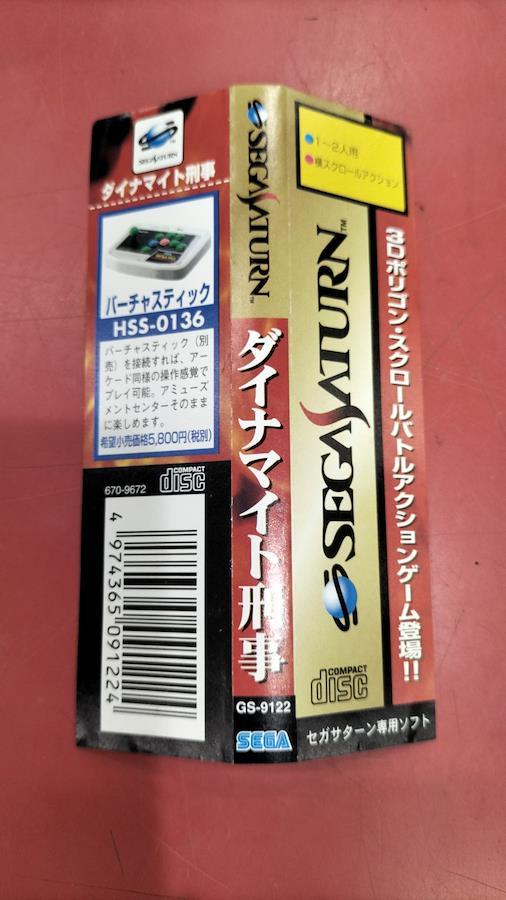 SEGA SATURN
ダイナマイト刑事
バーチャスティック
HSS-0136
バーチャスティック（別
売）を接続すれば、アー
ケード同様の操作感覚で
プレイ可能。アミューズ
メントセンターそのまま
に楽しめます。
希望小売価格5,800円(税別)
670-9672
COMPACT
disc
4 974365 091224
SEGA SATURN™
ダイナマイト刑事
GS-9122
SEGA
●1〜2人用
●横スクロールアクション
SEGA SATURN™
COMPACT
disc
3Dポリゴン・スクロールバトルアクションゲーム登場!!
セガサターン専用ソフト